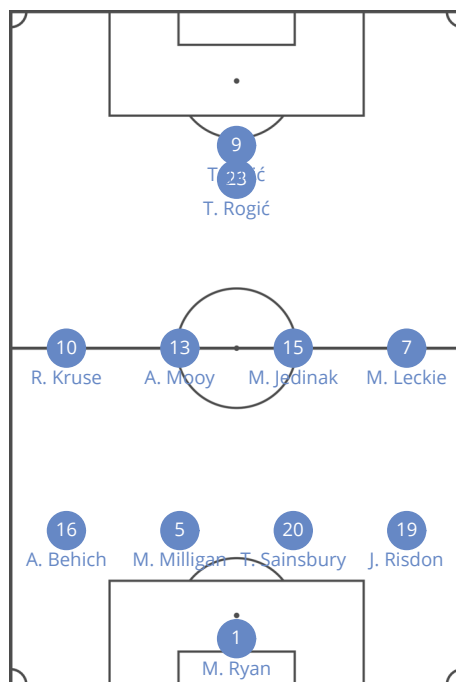 9
23
T. Rogić
10
13
15
7
R. Kruse
A. Mooy
M. Jedinak
M. Leckie
16
5
20
19
A. Behich
M. Milligan
T. Sainsbury
J. Risdon
1
M. Ryan